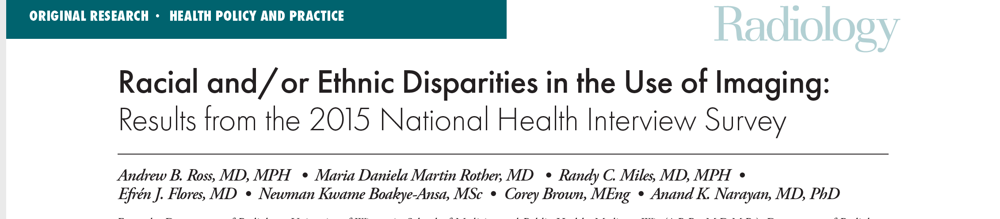 ORIGINAL RESEARCH • HEALTH POLICY AND PRACTICE
Radiology
Racial and/or Ethnic Disparities in the Use of Imaging:
Results from the 2015 National Health Interview Survey
Andrew B. Ross, MD, MPH • Maria Daniela Martin Rother, MD • Randy C. Miles, MD, MPH •
Efrén J. Flores, MD • Newman Kwame Boakye-Ansa, MSc • Corey Brown, MEng • Anand K. Narayan, MD, PhD